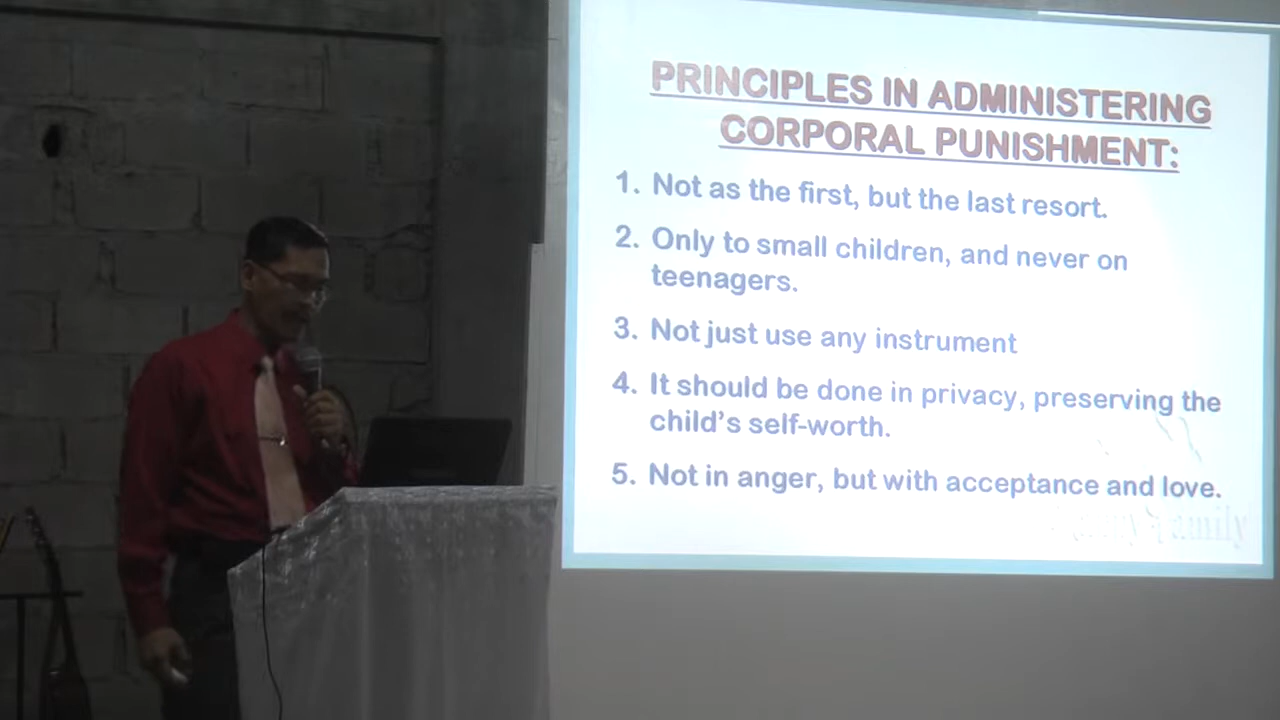 PRINCIPLES IN ADMINISTERING
CORPORAL PUNISHMENT:
1. Not as the first, but the last resort.
2. Only to small children, and never on
teenagers.
3. Not just use any instrument
4. It should be done in privacy, preserving the
child's self-worth.
5. Not in anger, but with acceptance and love.
Family